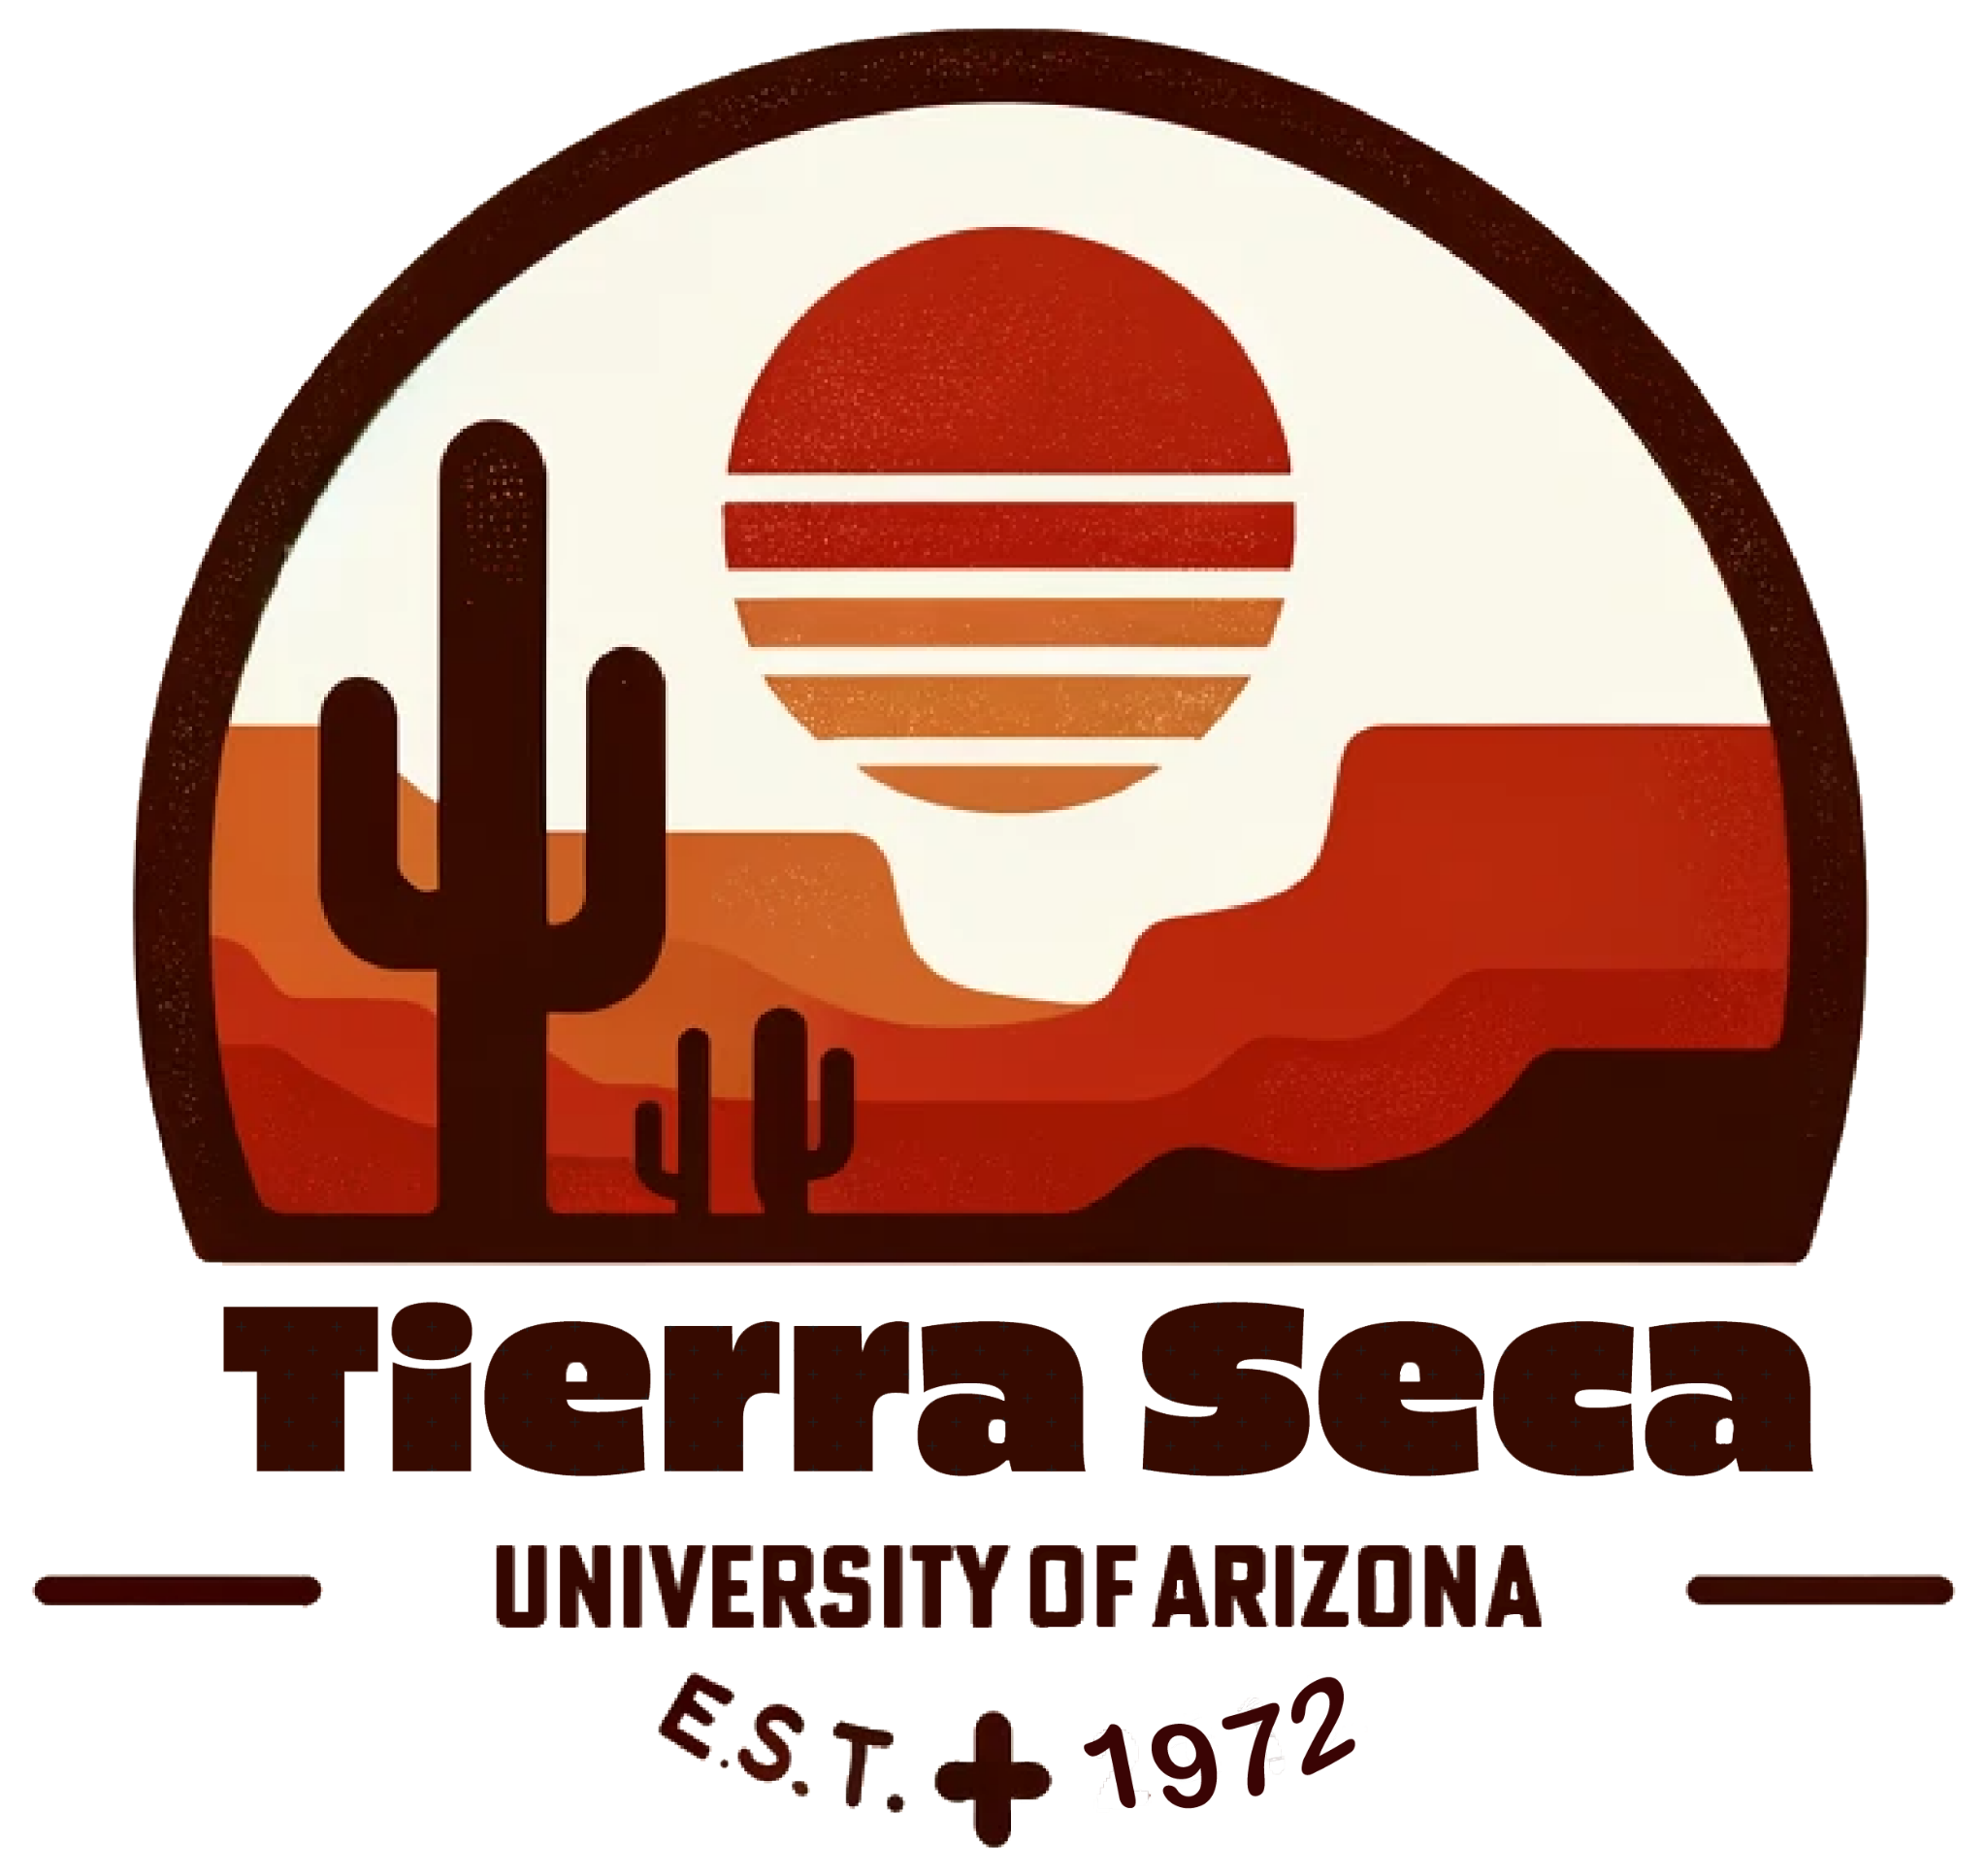 Tierra Seca
UNIVERSITY OF ARIZONA
E.S.T. + 1972